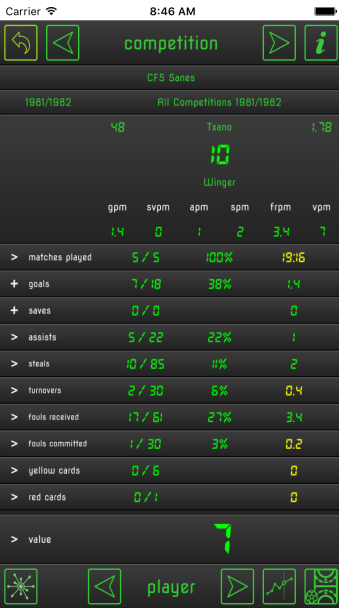 Carrier 8:46 AM
competition i
CFS Sanes
1981/1982 All Competitions 1981/1982
48 Txano 1.78
10
Winger
gpm svpm apm spm frpm vpm
1.4 0 1 2 3.4 7
> matches played 5/5 100% 19:16
+ goals 7/18 38% 1.4
+ saves 0/0 0
> assists 5/22 22% 1
> steals 10/85 11% 2
> turnovers 2/30 6% 0.4
> fouls received 17/61 27% 3.4
> fouls committed 1/30 3% 0.2
> yellow cards 0/6 0
> red cards 0/1 0
> value 7
player